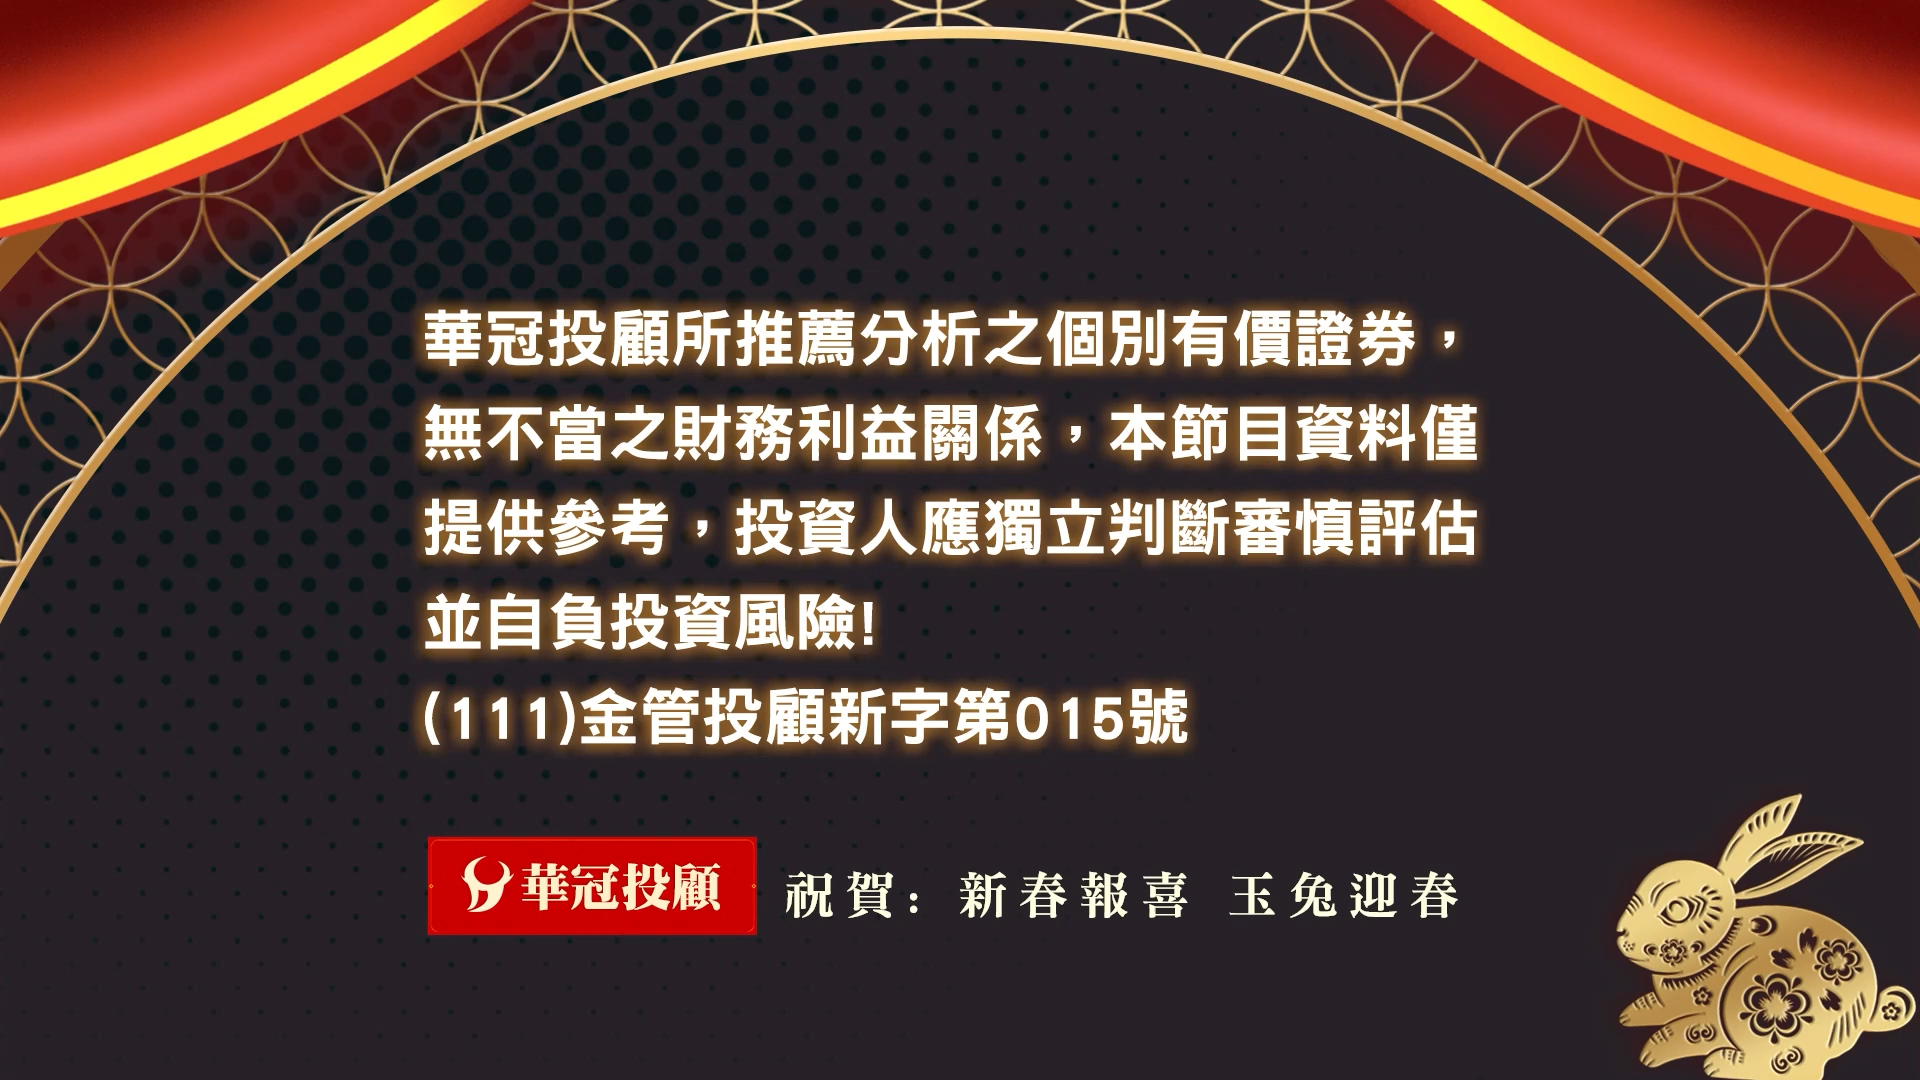 華冠投顧所推薦分析之個別有價證券，
無不當之財務利益關係，本節目資料僅
提供參考，投資人應獨立判斷審慎評估
並自負投資風險!
(111)金管投顧新字第015號
華冠投顧 祝賀: 新春報喜 玉兔迎春